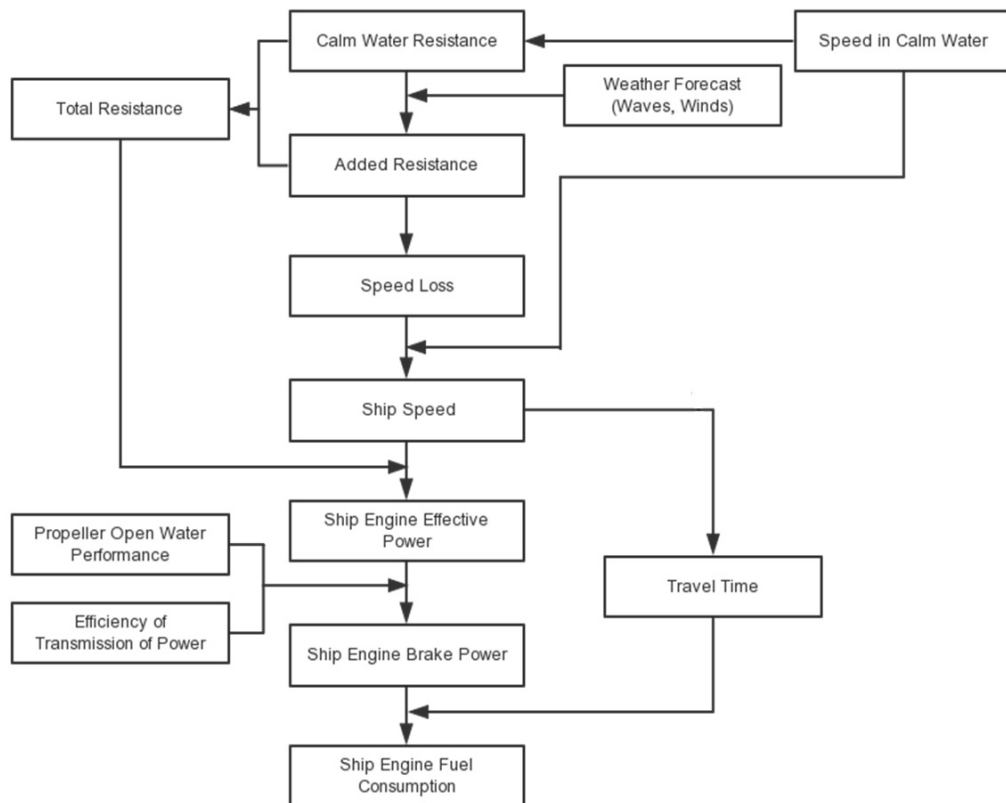 Calm Water Resistance
Speed in Calm Water
Weather Forecast
(Waves, Winds)
Total Resistance
Added Resistance
Speed Loss
Ship Speed
Ship Engine Effective
Power
Propeller Open Water
Performance
Travel Time
Efficiency of
Transmission of Power
Ship Engine Brake Power
Ship Engine Fuel
Consumption